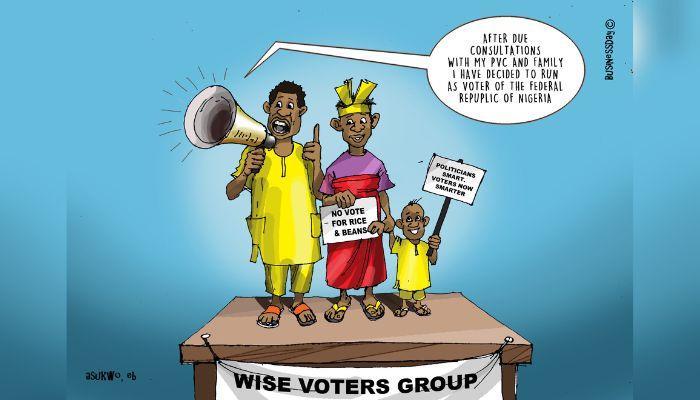 AFTER DUE
CONSULTATIONS
WITH MY PVC AND FAMILY
I HAVE DECIDED TO RUN
AS VOTER OF THE FEDERAL
REPUBLIC OF NIGERIA
© BUSINESSDAY
POLITICIANS
SMART.
VOTERS NOW
SMARTER
NO VOTE
FOR RICE
& BEANS
asukwo, eb
WISE VOTERS GROUP